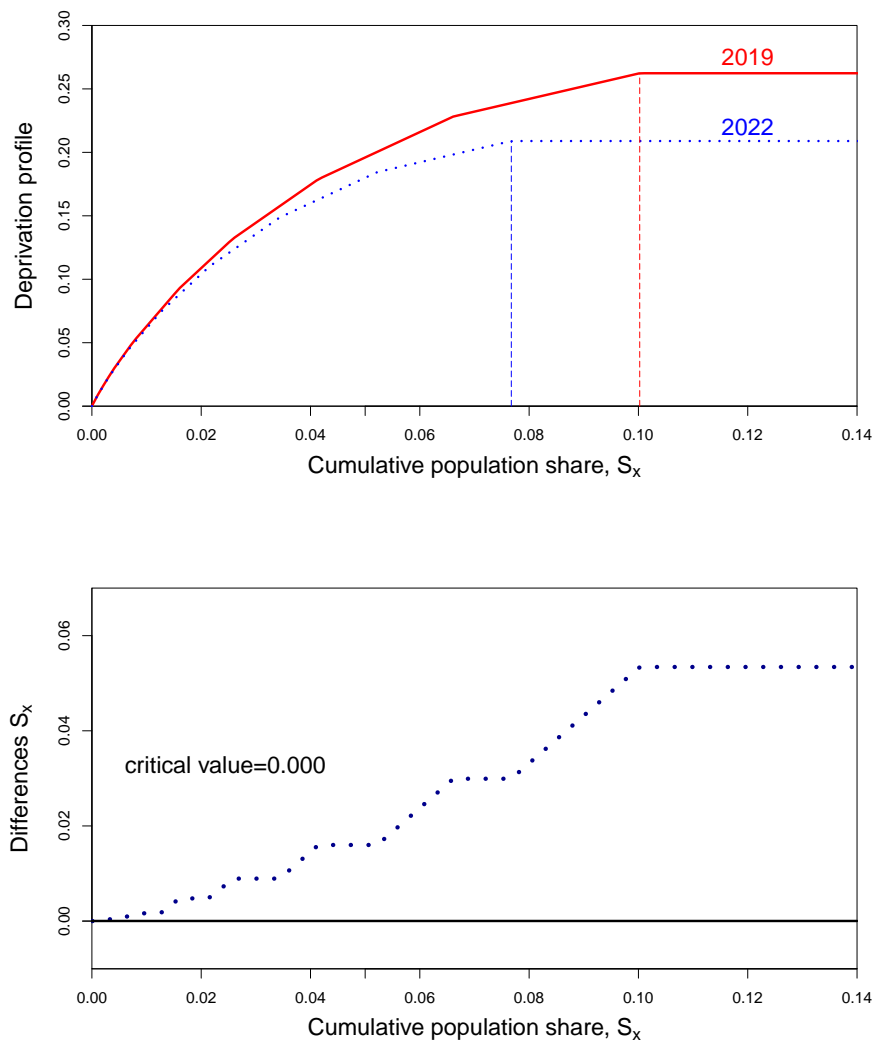 0.30
0.25
0.20
0.15
0.10
0.05
0.00
Deprivation profile
2019
2022
0.00 0.02 0.04 0.06 0.08 0.10 0.12 0.14
Cumulative population share, Sₓ
0.06
0.04
0.02
0.00
Differences Sₓ
critical value=0.000
0.00 0.02 0.04 0.06 0.08 0.10 0.12 0.14
Cumulative population share, Sₓ